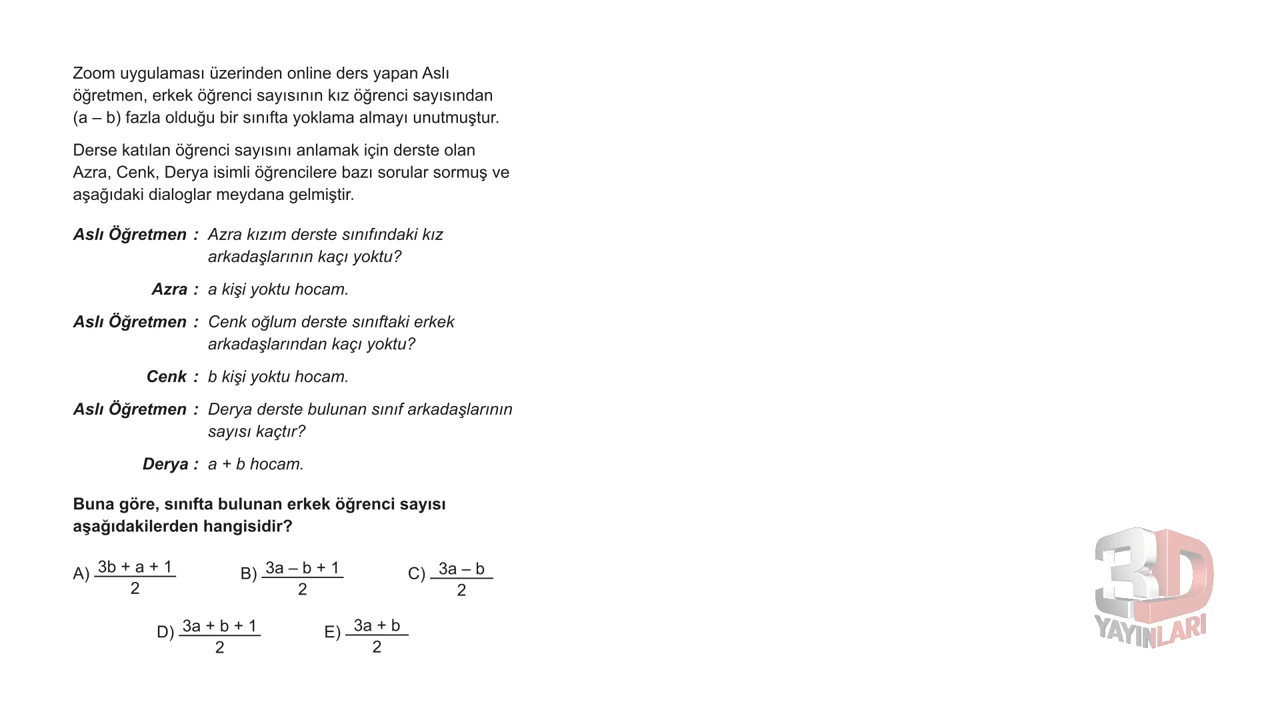 Zoom uygulaması üzerinden online ders yapan Aslı
öğretmen, erkek öğrenci sayısının kız öğrenci sayısından
(a – b) fazla olduğu bir sınıfta yoklama almayı unutmuştur.
Derse katılan öğrenci sayısını anlamak için derste olan
Azra, Cenk, Derya isimli öğrencilere bazı sorular sormuş ve
aşağıdaki dialoglar meydana gelmiştir.
Aslı Öğretmen : Azra kızım derste sınıfındaki kız
arkadaşlarının kaçı yoktu?
Azra : a kişi yoktu hocam.
Aslı Öğretmen : Cenk oğlum derste sınıftaki erkek
arkadaşlarından kaçı yoktu?
Cenk : b kişi yoktu hocam.
Aslı Öğretmen : Derya derste bulunan sınıf arkadaşlarının
sayısı kaçtır?
Derya : a + b hocam.
Buna göre, sınıfta bulunan erkek öğrenci sayısı
aşağıdakilerden hangisidir?
A) (3b + a + 1)/2 B) (3a – b + 1)/2 C) (3a – b)/2
D) (3a + b + 1)/2 E) (3a + b)/2
3D
YAYINLARI